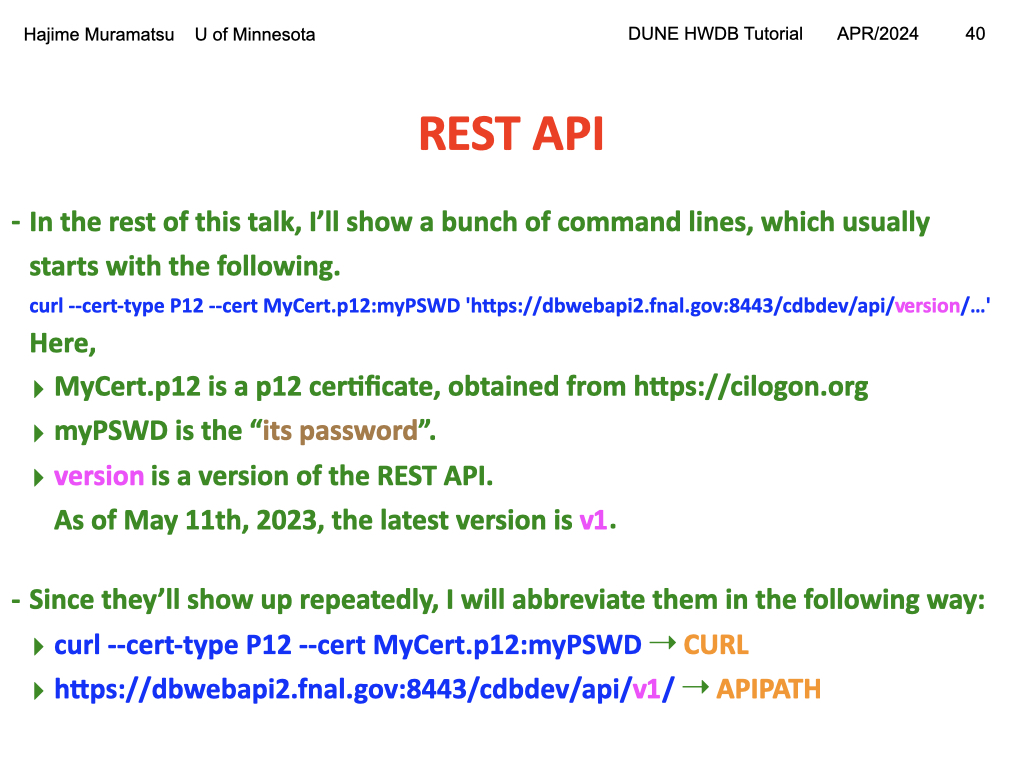 Hajime Muramatsu U of Minnesota DUNE HWDB Tutorial APR/2024 40
REST API
- In the rest of this talk, I’ll show a bunch of command lines, which usually
starts with the following.
curl --cert-type P12 --cert MyCert.p12:myPSWD 'https://dbwebapi2.fnal.gov:8443/cdbdev/api/version/…'
Here,
‣ MyCert.p12 is a p12 certificate, obtained from https://cilogon.org
‣ myPSWD is the “its password”.
‣ version is a version of the REST API.
As of May 11th, 2023, the latest version is v1.
- Since they’ll show up repeatedly, I will abbreviate them in the following way:
‣ curl --cert-type P12 --cert MyCert.p12:myPSWD → CURL
‣ https://dbwebapi2.fnal.gov:8443/cdbdev/api/v1/ → APIPATH